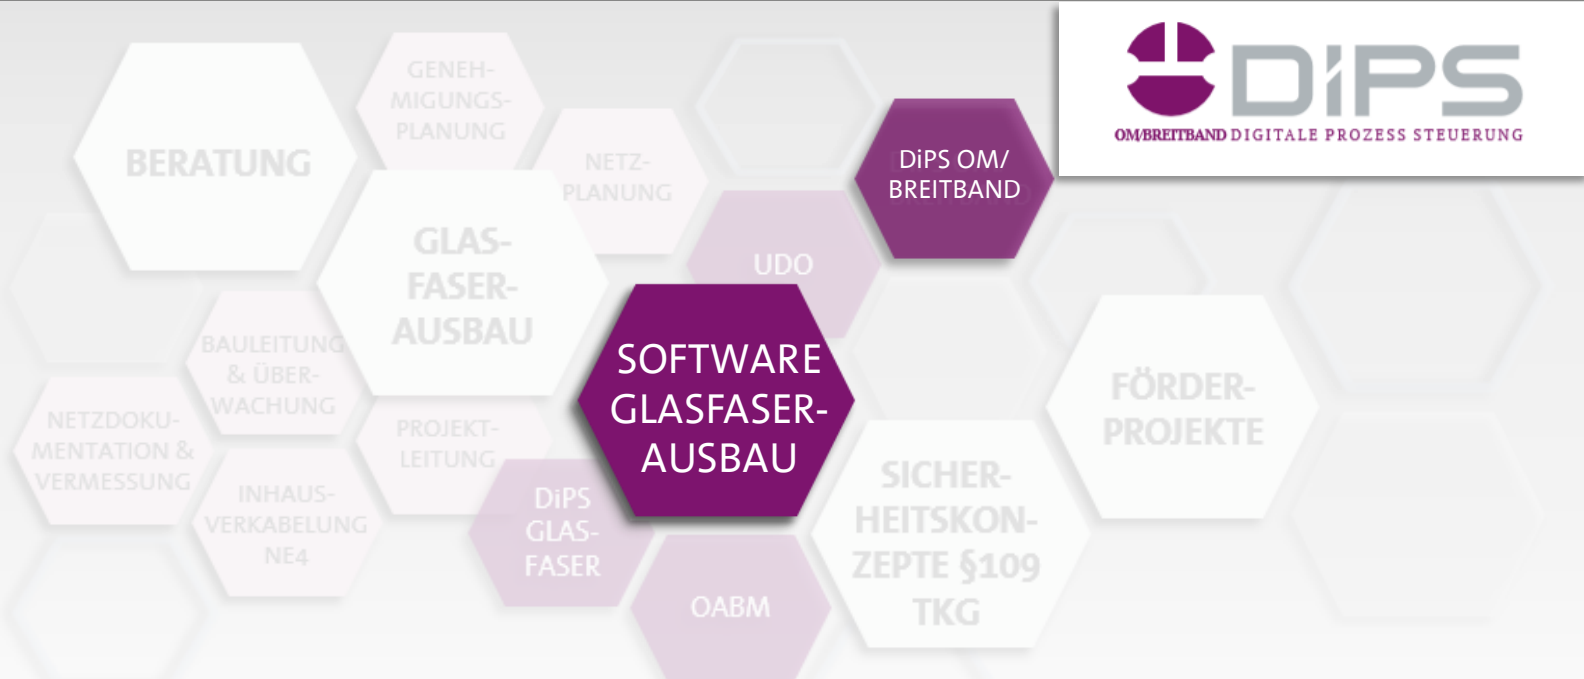 DiPS
OM/BREITBAND DIGITALE PROZESS STEUERUNG
BERATUNG
GENEH-
MIGUNGS-
PLANUNG
NETZ-
PLANUNG
DiPS OM/
BREITBAND
GLAS-
FASER-
AUSBAU
UDO
SOFTWARE
GLASFASER-
AUSBAU
BAULEITUNG
& ÜBER-
WACHUNG
NETZDOKU-
MENTATION &
VERMESSUNG
PROJEKT-
LEITUNG
INHAUS-
VERKABELUNG
NE4
DiPS
GLAS-
FASER
OABM
SICHER-
HEITSKON-
ZEPTE §109
TKG
FÖRDER-
PROJEKTE